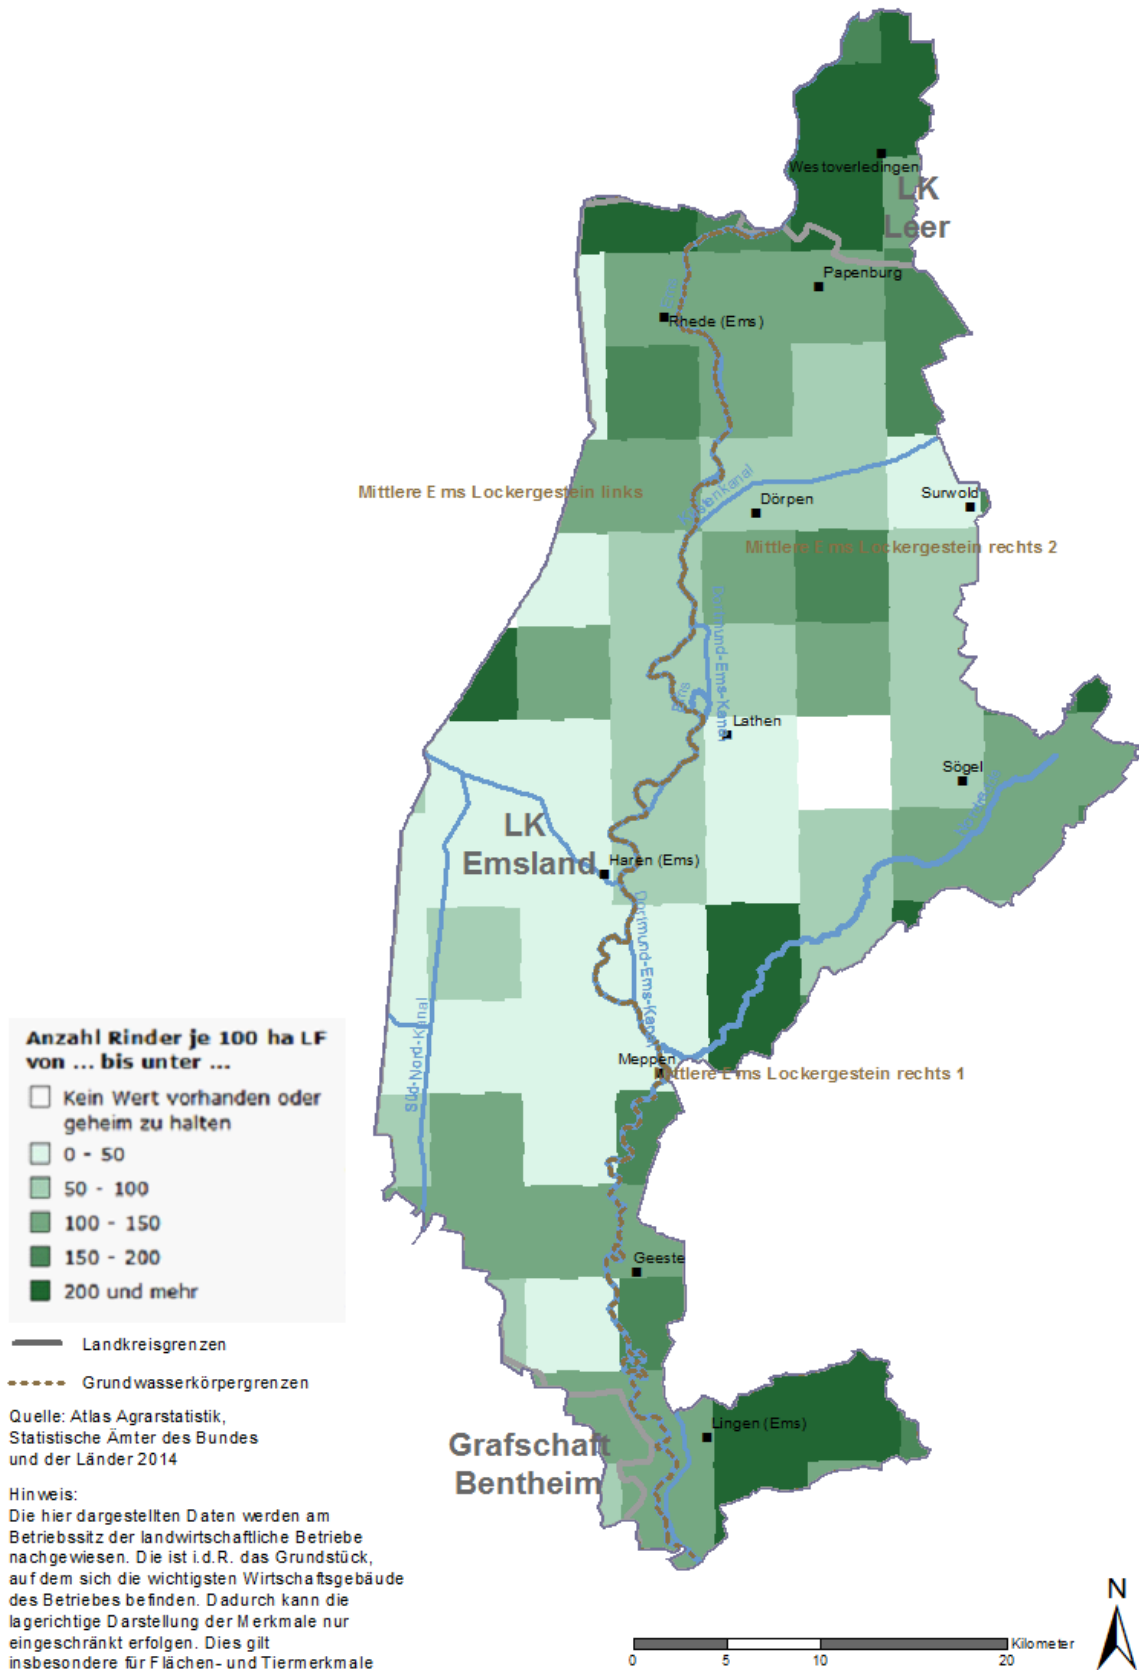 Westoverledingen
LK
Leer
Papenburg
Ems
Rhede (Ems)
Mittlere Ems Lockergestein links
Küstenkanal
Dörpen
Surwold
Mittlere Ems Lockergestein rechts 2
Dortmund-Ems-Kanal
Ems
Lathen
Sögel
Nordradde
LK
Emsland
Haren (Ems)
Dortmund-Ems-Kanal
Süd-Nord-Kanal
Meppen
Mittlere Ems Lockergestein rechts 1
Geeste
Lingen (Ems)
Grafschaft
Bentheim
Anzahl Rinder je 100 ha LF
von ... bis unter ...
Kein Wert vorhanden oder
geheim zu halten
0 - 50
50 - 100
100 - 150
150 - 200
200 und mehr
Landkreisgrenzen
Grundwasserkörpergrenzen
Quelle: Atlas Agrarstatistik,
Statistische Ämter des Bundes
und der Länder 2014
Hinweis:
Die hier dargestellten Daten werden am
Betriebssitz der landwirtschaftliche Betriebe
nachgewiesen. Die ist i.d.R. das Grundstück,
auf dem sich die wichtigsten Wirtschaftsgebäude
des Betriebes befinden. Dadurch kann die
lagerichtige Darstellung der Merkmale nur
eingeschränkt erfolgen. Dies gilt
insbesondere für Flächen- und Tiermerkmale
N
Kilometer
0 5 10 20